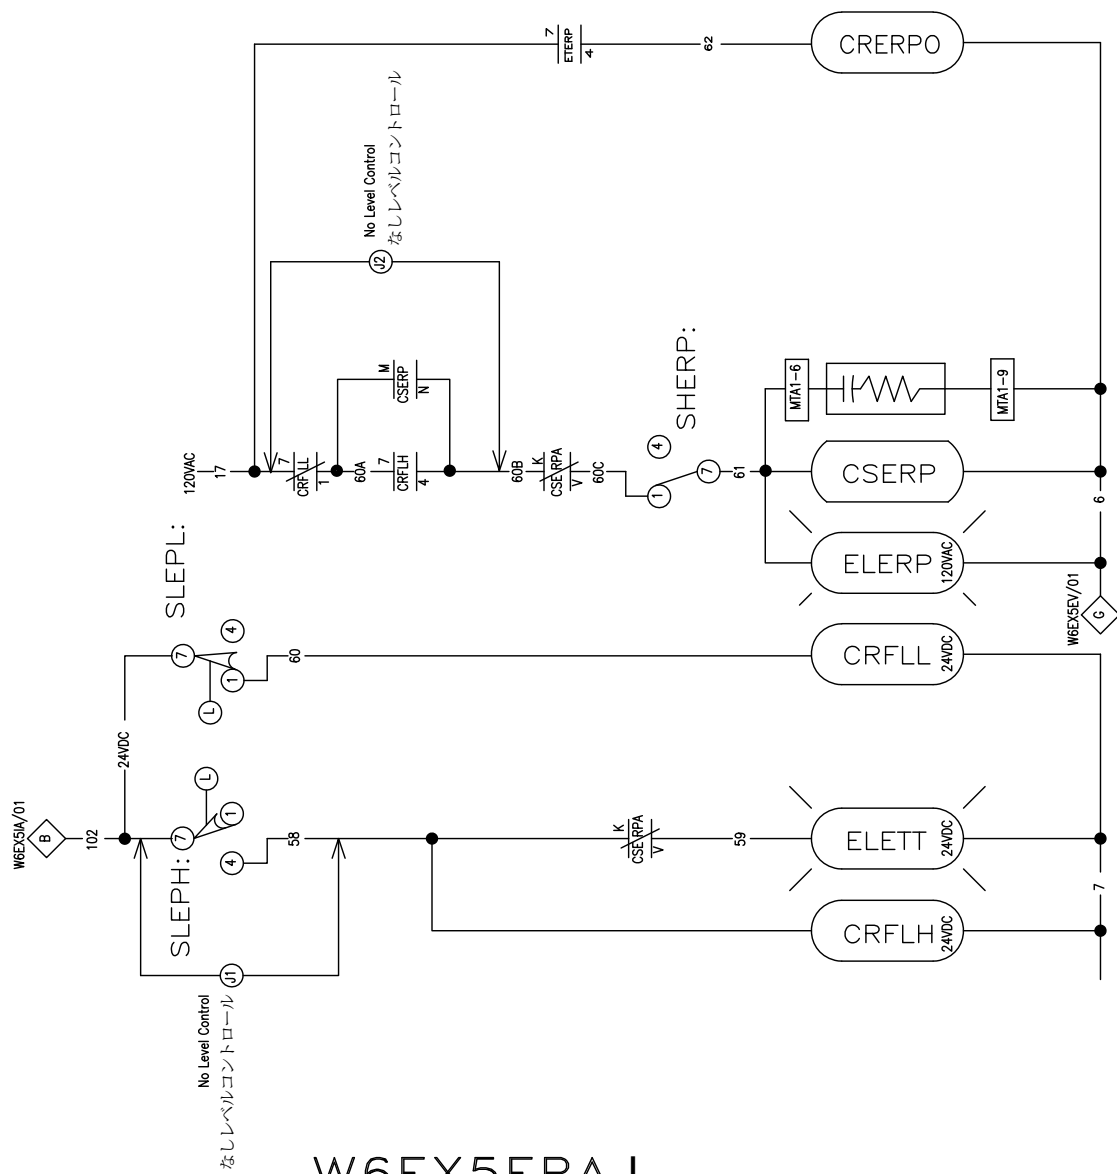 7
ETERP
4
62
CRERPO
No Level Control
なしレベルコントロール
J2
120VAC
17
7
CRFLL
1
60A
7
CRFLH
4
M
CSERP
N
60B
K
CSERPA
V
60C
SHERP:
1
4
7
61
MTA1-6
MTA1-9
CSERP
ELERP
120VAC
6
W6EX5EV/01
G
SLEPL:
7
4
1
L
60
24VDC
CRFLL
24VDC
W6EX5IA/01
B
102
SLEPH:
7
L
1
4
58
K
CSERPA
V
59
ELETT
24VDC
CRFLH
24VDC
7
J1
No Level Control
なしレベルコントロール